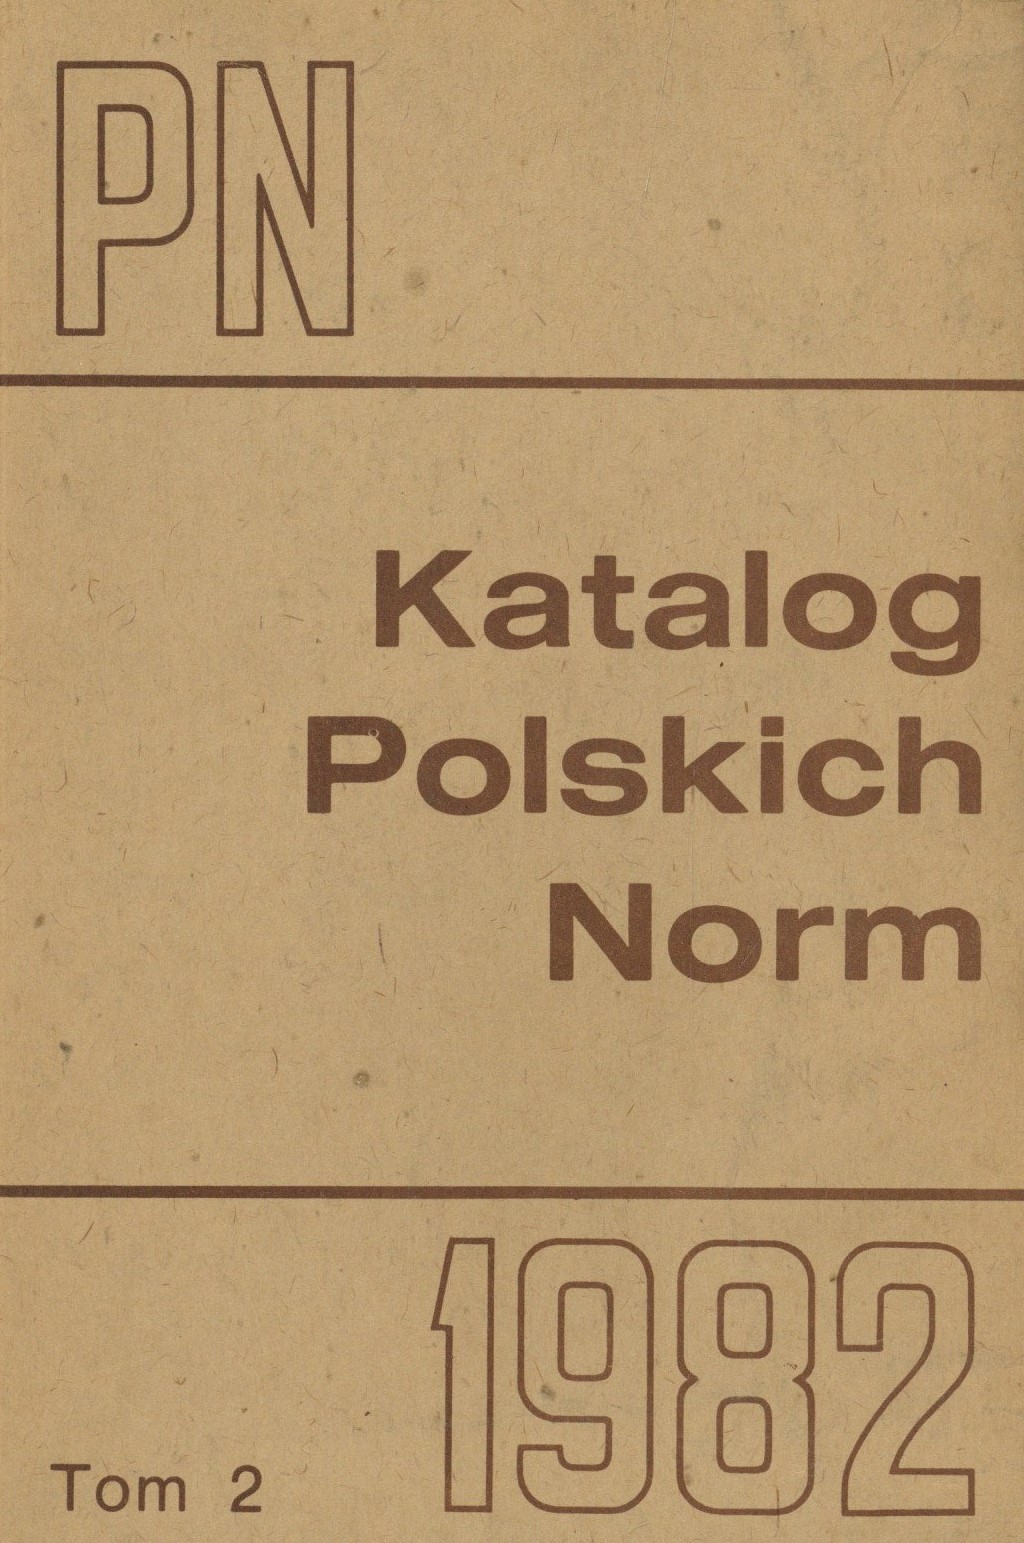 PN
Katalog
Polskich
Norm
1982
Tom 2